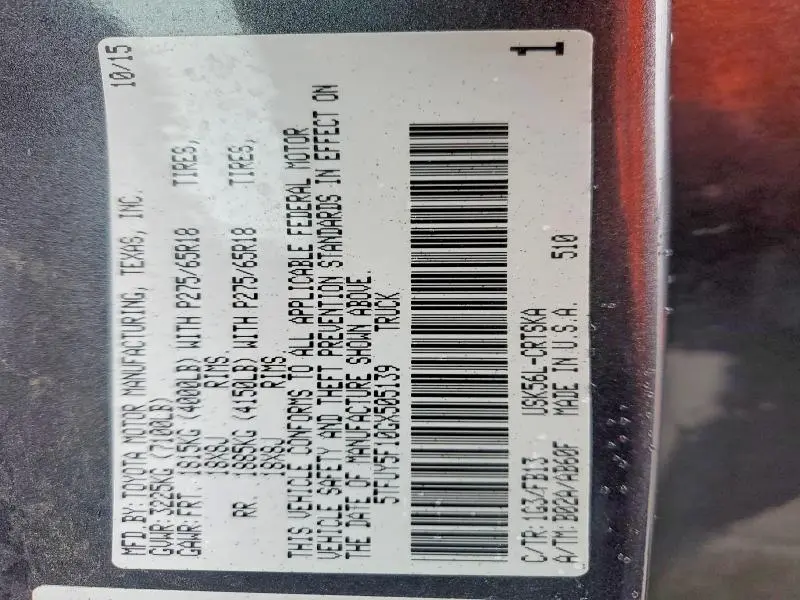 MFD.BY:TOYOTA MOTOR MANUFACTURING, TEXAS, INC. 10/15
GVWR:3225KG (7100LB)
GAWR:FRT. 1815KG (4000LB) WITH P275/65R18 TIRES,
18X8J RIMS.
RR. 1885KG (4150LB) WITH P275/65R18 TIRES,
18X8J RIMS.
THIS VEHICLE CONFORMS TO ALL APPLICABLE FEDERAL MOTOR
VEHICLE SAFETY AND THEFT PREVENTION STANDARDS IN EFFECT ON
THE DATE OF MANUFACTURE SHOWN ABOVE.
5TFUY5F10GX505139 TRUCK
C/TR:1G3/FB13 USK56L-CRTSKA
A/TM:B02A/AB60F MADE IN U.S.A. 510
1